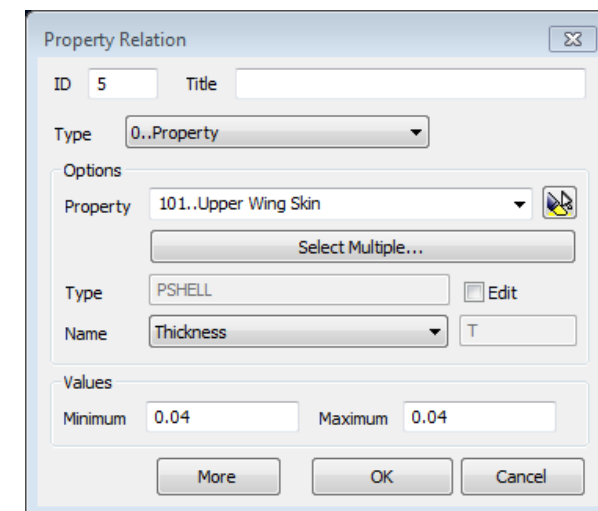 Property Relation
ID 5 Title
Type 0..Property
Options
Property 101..Upper Wing Skin
Select Multiple...
Type PSHELL Edit
Name Thickness T
Values
Minimum 0.04 Maximum 0.04
More OK Cancel